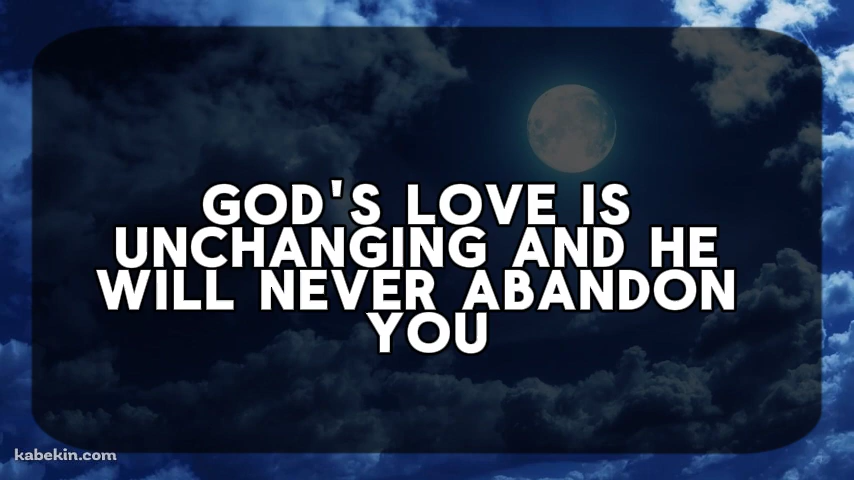 GOD'S LOVE IS
UNCHANGING AND HE
WILL NEVER ABANDON
YOU
kabekin.com